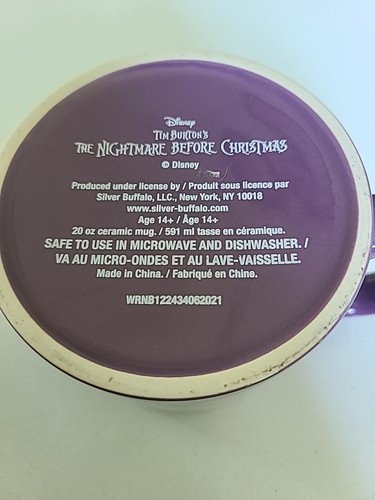 Disney
TIM BURTON'S
THE NIGHTMARE BEFORE CHRISTMAS
© Disney
Produced under license by / Produit sous licence par
Silver Buffalo, LLC., New York, NY 10018
www.silver-buffalo.com
Age 14+ / Âge 14+
20 oz ceramic mug. / 591 ml tasse en céramique.
SAFE TO USE IN MICROWAVE AND DISHWASHER. /
VA AU MICRO-ONDES ET AU LAVE-VAISSELLE.
Made in China. / Fabriqué en Chine.
WRNB122434062021